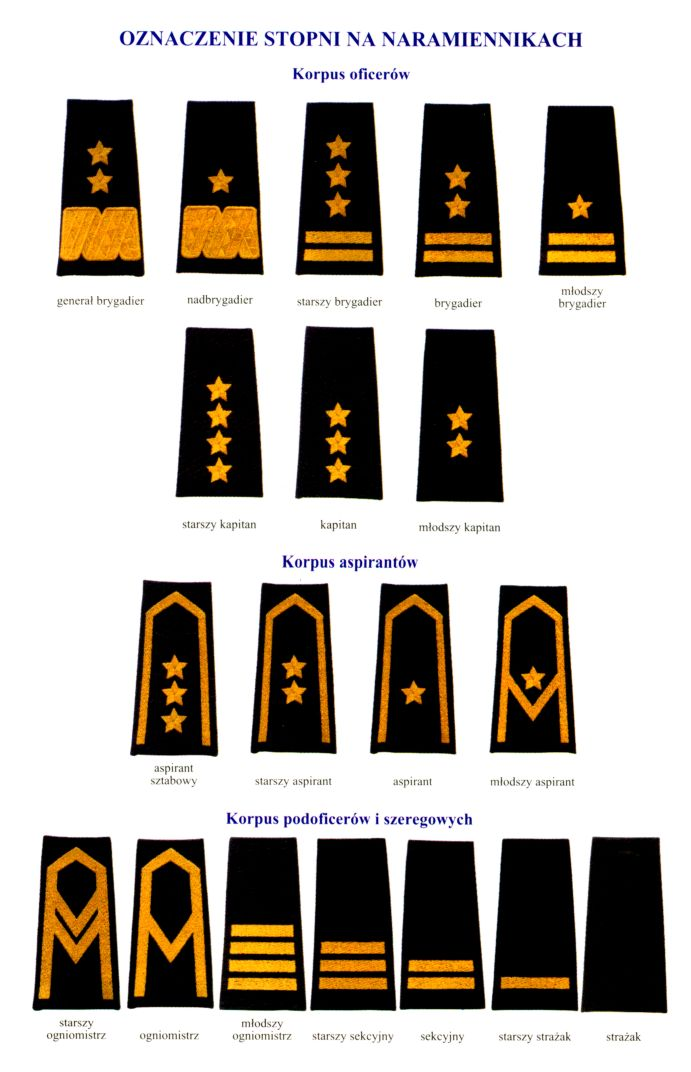 OZNACZENIE STOPNI NA NARAMIENNIKACH
Korpus oficerów
generał brygadier
nadbrygadier
starszy brygadier
brygadier
młodszy
brygadier
starszy kapitan
kapitan
młodszy kapitan
Korpus aspirantów
aspirant
sztabowy
starszy aspirant
aspirant
młodszy aspirant
Korpus podoficerów i szeregowych
starszy
ogniomistrz
ogniomistrz
młodszy
ogniomistrz
starszy sekcyjny
sekcyjny
starszy strażak
strażak